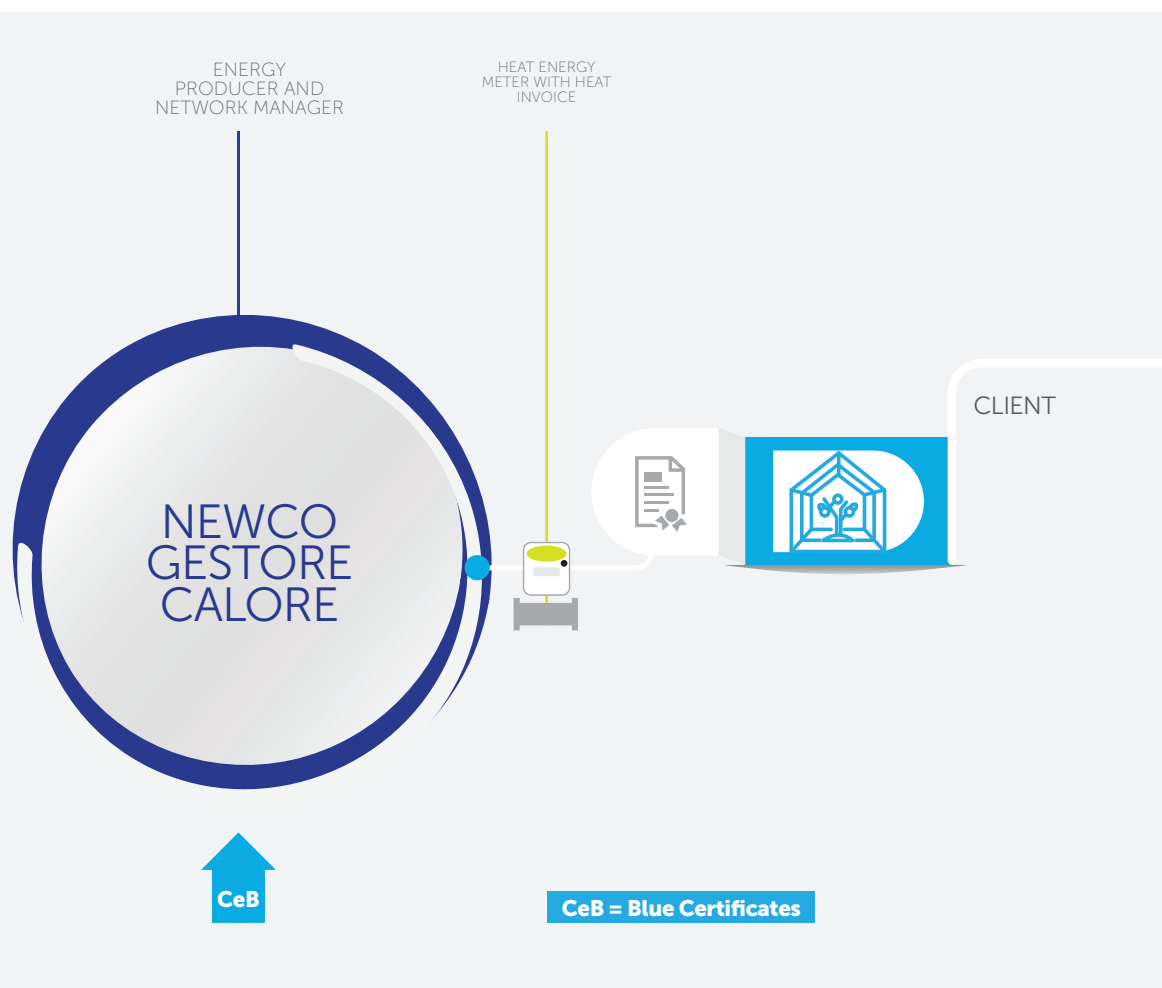 ENERGY
PRODUCER AND
NETWORK MANAGER
HEAT ENERGY
METER WITH HEAT
INVOICE
CLIENT
NEWCO
GESTORE
CALORE
CeB
CeB = Blue Certificates